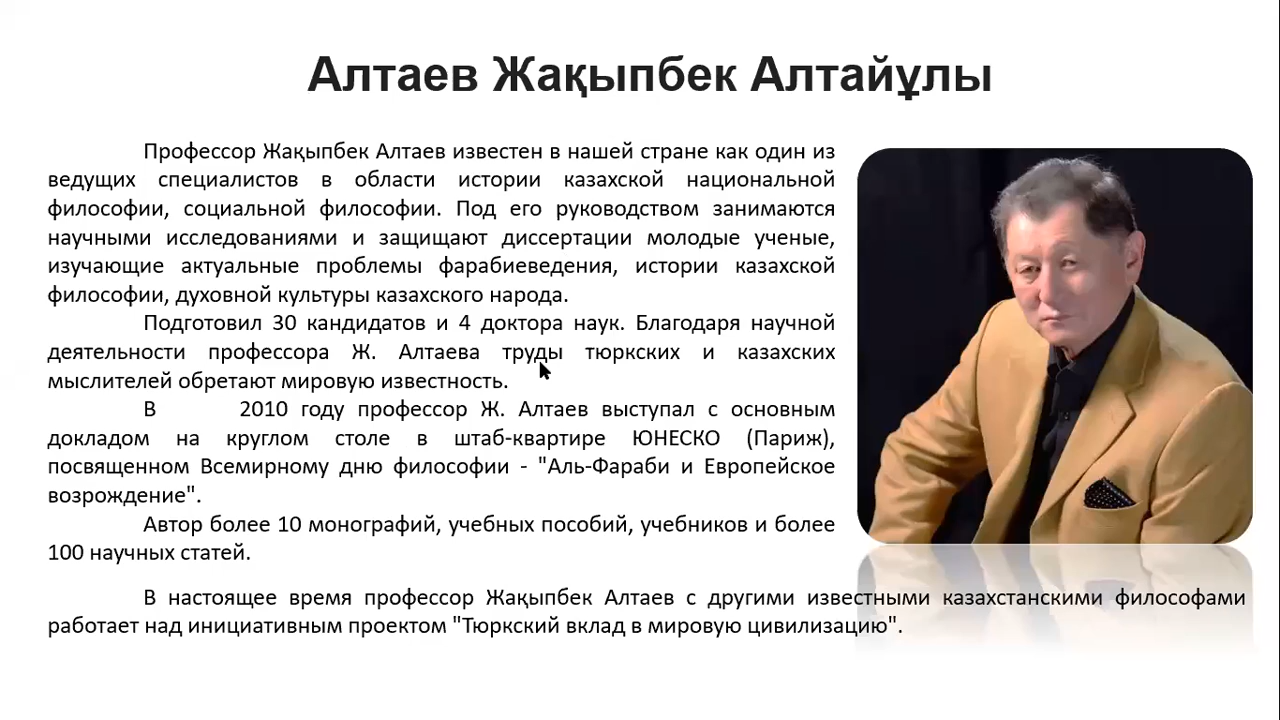 Алтаев Жақыпбек Алтайұлы
Профессор Жақыпбек Алтаев известен в нашей стране как один из
ведущих специалистов в области истории казахской национальной
философии, социальной философии. Под его руководством занимаются
научными исследованиями и защищают диссертации молодые ученые,
изучающие актуальные проблемы фарабиеведения, истории казахской
философии, духовной культуры казахского народа.
Подготовил 30 кандидатов и 4 доктора наук. Благодаря научной
деятельности профессора Ж. Алтаева труды тюркских и казахских
мыслителей обретают мировую известность.
В 2010 году профессор Ж. Алтаев выступал с основным
докладом на круглом столе в штаб-квартире ЮНЕСКО (Париж),
посвященном Всемирному дню философии - "Аль-Фараби и Европейское
возрождение".
Автор более 10 монографий, учебных пособий, учебников и более
100 научных статей.
В настоящее время профессор Жақыпбек Алтаев с другими известными казахстанскими философами
работает над инициативным проектом "Тюркский вклад в мировую цивилизацию".